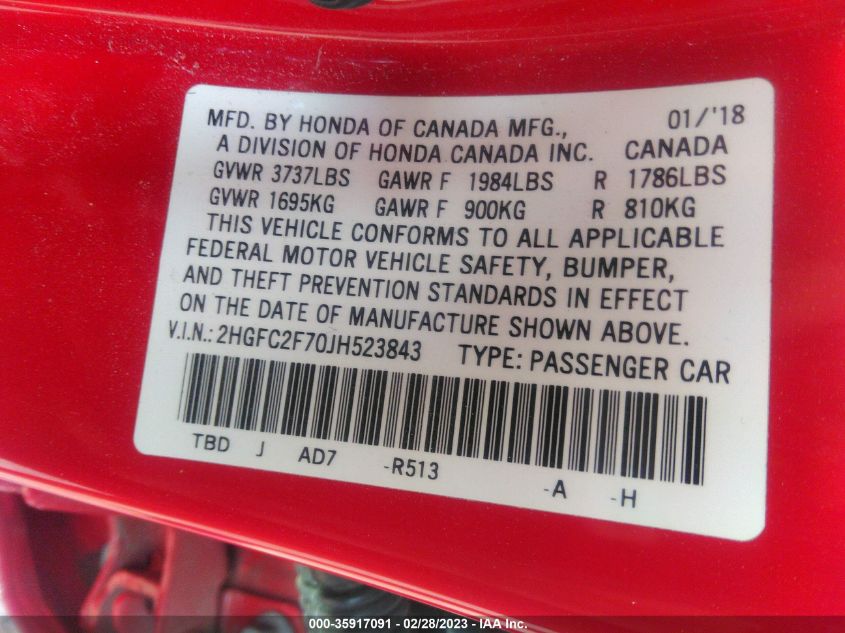 MFD. BY HONDA OF CANADA MFG., 01/'18
A DIVISION OF HONDA CANADA INC. CANADA
GVWR 3737LBS GAWR F 1984LBS R 1786LBS
GVWR 1695KG GAWR F 900KG R 810KG
THIS VEHICLE CONFORMS TO ALL APPLICABLE
FEDERAL MOTOR VEHICLE SAFETY, BUMPER,
AND THEFT PREVENTION STANDARDS IN EFFECT
ON THE DATE OF MANUFACTURE SHOWN ABOVE.
V.I.N.: 2HGFC2F70JH523843 TYPE: PASSENGER CAR
TBD J AD7 -R513 -A -H
000-35917091 - 02/28/2023 - IAA Inc.